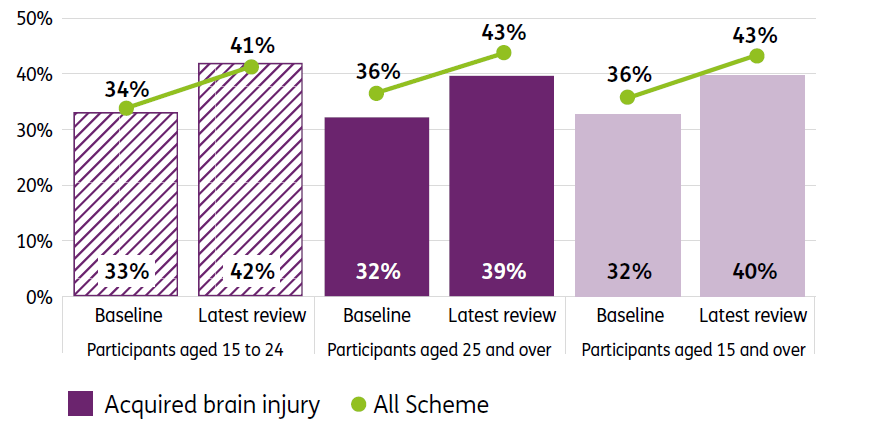 50%
40%
30%
20%
10%
0%
34%
41%
36%
43%
36%
43%
33%
42%
32%
39%
32%
40%
Baseline
Latest review
Baseline
Latest review
Baseline
Latest review
Participants aged 15 to 24
Participants aged 25 and over
Participants aged 15 and over
Acquired brain injury
All Scheme